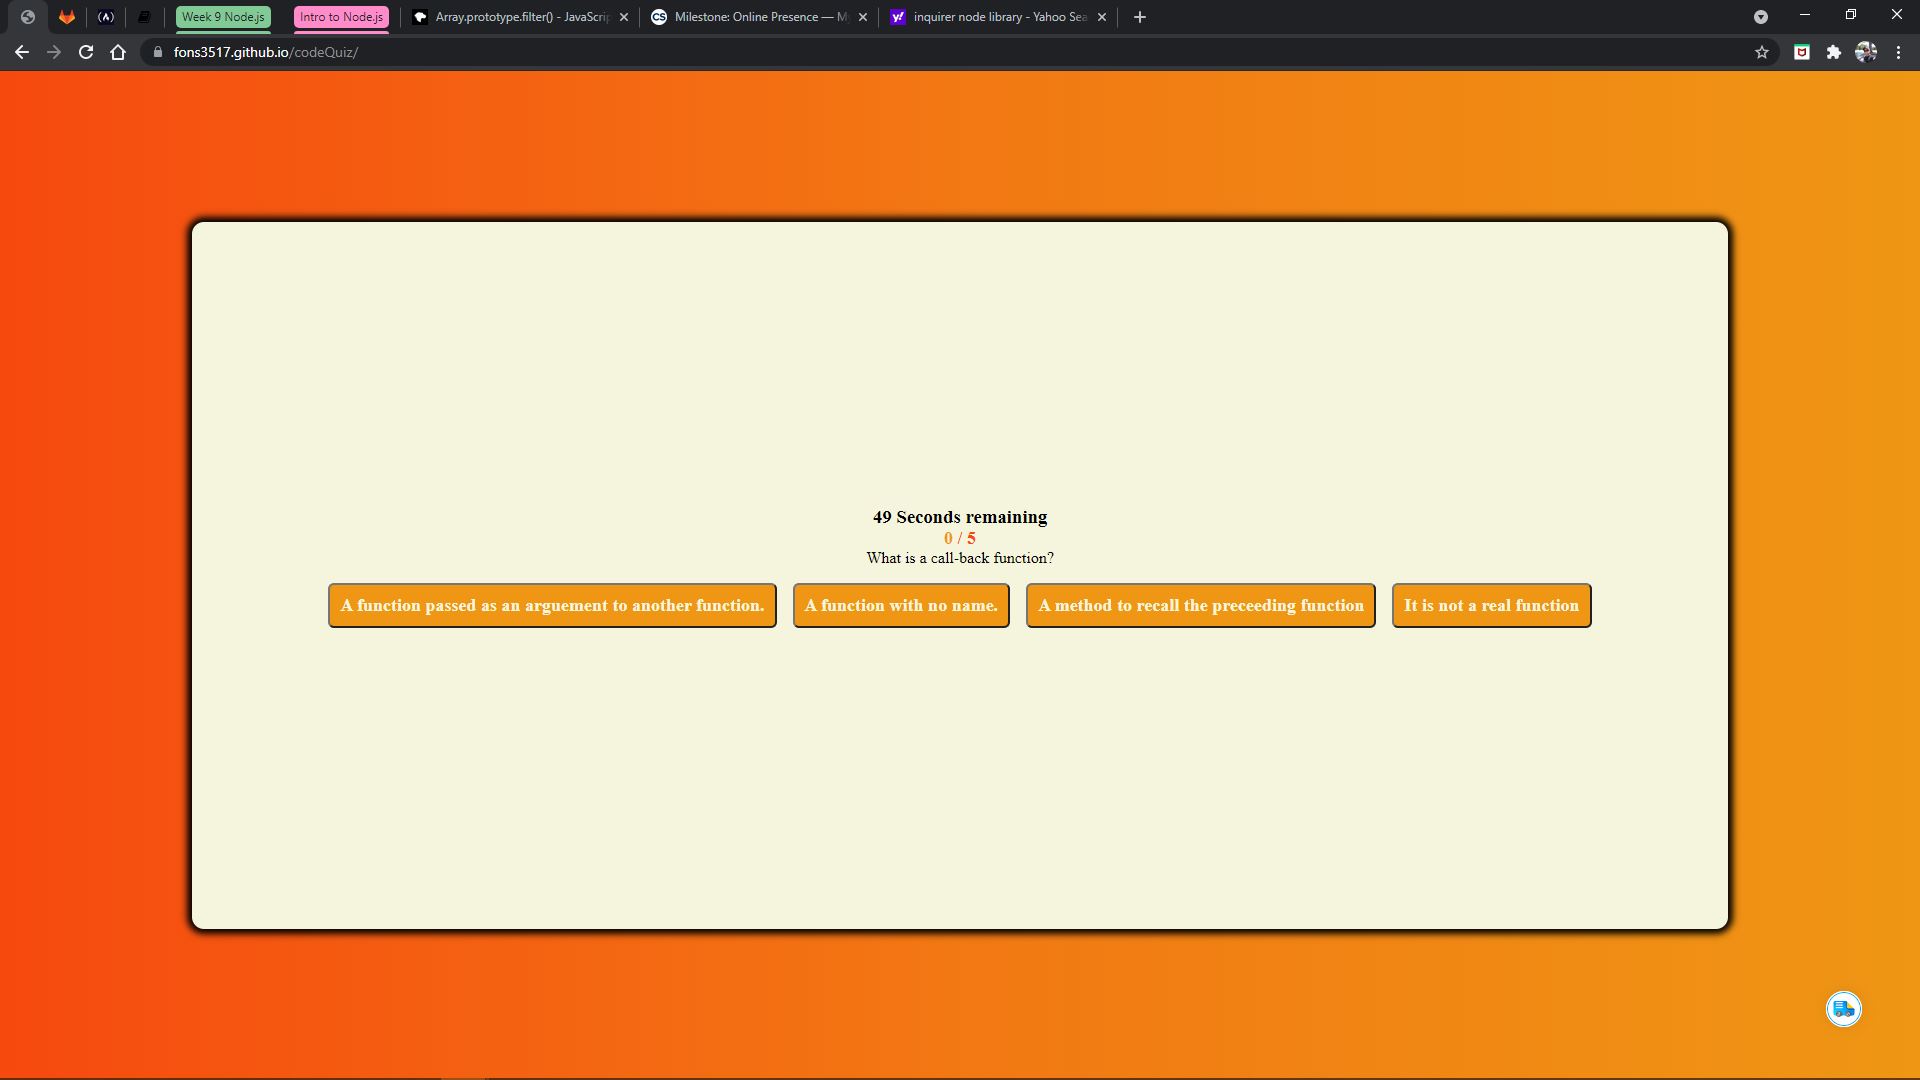 Week 9 Node.js
Intro to Node.js
Array.prototype.filter() - JavaScrip
CS
Milestone: Online Presence — M
y!
inquirer node library - Yahoo Sea
fons3517.github.io/codeQuiz/
49 Seconds remaining
0 / 5
What is a call-back function?
A function passed as an arguement to another function.
A function with no name.
A method to recall the preceeding function
It is not a real function